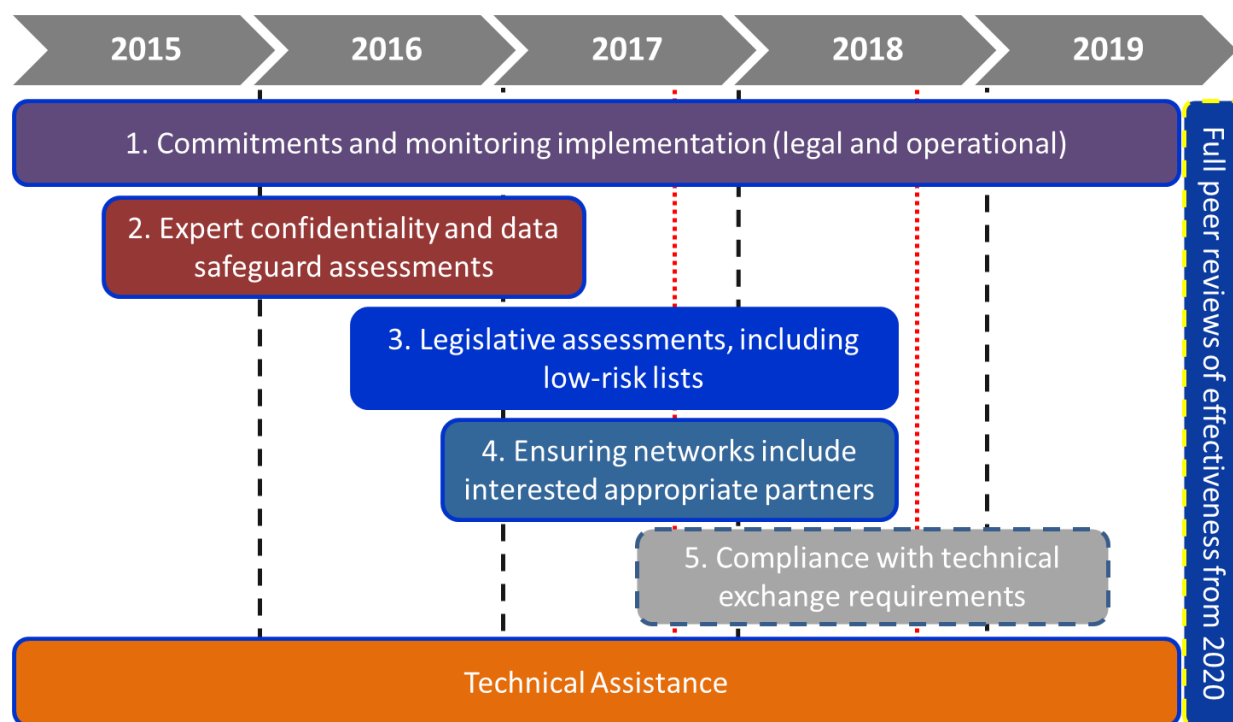 2015
2016
2017
2018
2019
1. Commitments and monitoring implementation (legal and operational)
2. Expert confidentiality and data
safeguard assessments
3. Legislative assessments, including
low-risk lists
4. Ensuring networks include
interested appropriate partners
5. Compliance with technical
exchange requirements
Technical Assistance
Full peer reviews of effectiveness from 2020